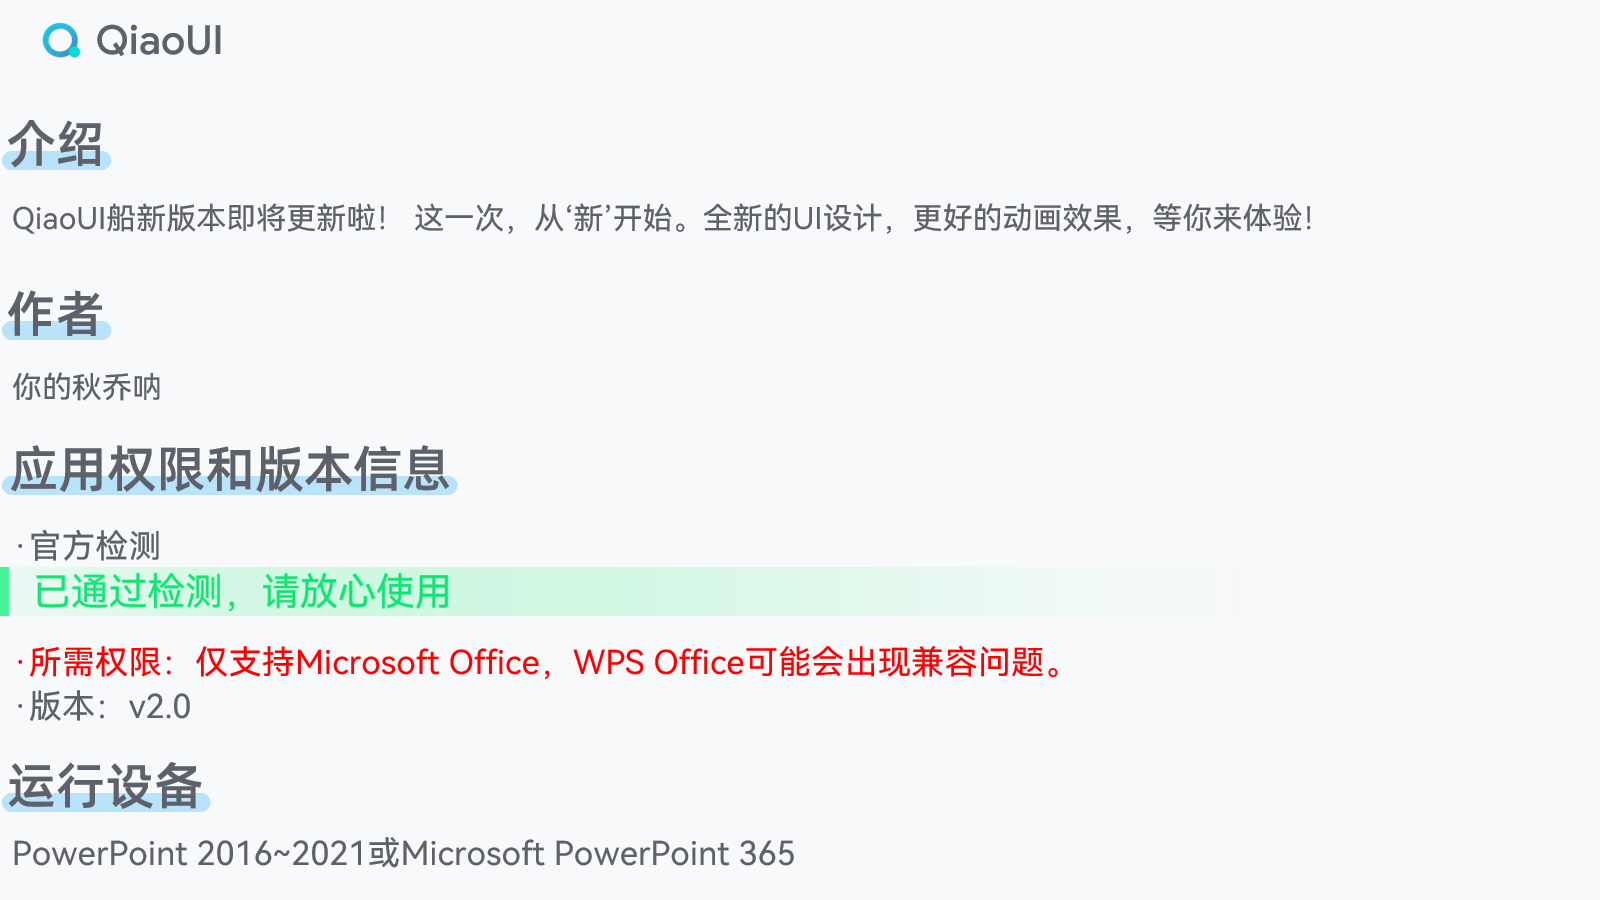 QiaoUI
介绍
QiaoUI船新版本即将更新啦！ 这一次，从‘新’开始。全新的UI设计，更好的动画效果，等你来体验！
作者
你的秋乔呐
应用权限和版本信息
·官方检测
已通过检测，请放心使用
·所需权限：仅支持Microsoft Office，WPS Office可能会出现兼容问题。
·版本：v2.0
运行设备
PowerPoint 2016~2021或Microsoft PowerPoint 365